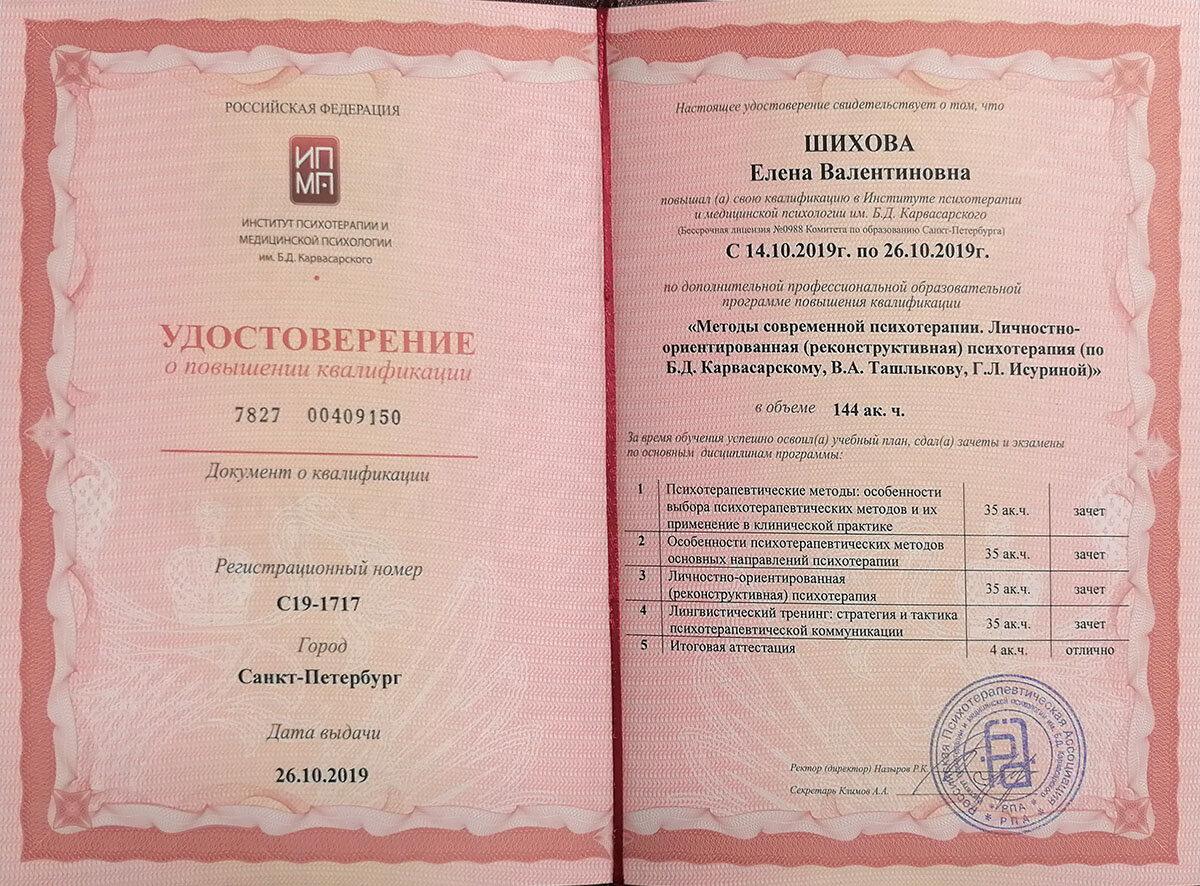 РОССИЙСКАЯ ФЕДЕРАЦИЯ
ИП
МП
ИНСТИТУТ ПСИХОТЕРАПИИ И
МЕДИЦИНСКОЙ ПСИХОЛОГИИ
им. Б.Д. Карвасарского
УДОСТОВЕРЕНИЕ
о повышении квалификации
7827 00409150
Документ о квалификации
Регистрационный номер
С19-1717
Город
Санкт-Петербург
Дата выдачи
26.10.2019
Настоящее удостоверение свидетельствует о том, что
ШИХОВА
Елена Валентиновна
повышал (а) свою квалификацию в Институте психотерапии
и медицинской психологии им. Б.Д. Карвасарского
(Бессрочная лицензия №0988 Комитета по образованию Санкт-Петербурга)
С 14.10.2019г. по 26.10.2019г.
по дополнительной профессиональной образовательной
программе повышения квалификации
«Методы современной психотерапии. Личностно-
ориентированная (реконструктивная) психотерапия (по
Б.Д. Карвасарскому, В.А. Ташлыкову, Г.Л. Исуриной)»
в объеме 144 ак. ч.
За время обучения успешно освоил(а) учебный план, сдал(а) зачеты и экзамены
по основным дисциплинам программы:
1 Психотерапевтические методы: особенности
выбора психотерапевтических методов и их 35 ак.ч. зачет
применение в клинической практике
2 Особенности психотерапевтических методов
основных направлений психотерапии 35 ак.ч. зачет
3 Личностно-ориентированная
(реконструктивная) психотерапия 35 ак.ч. зачет
4 Лингвистический тренинг: стратегия и тактика
психотерапевтической коммуникации 35 ак.ч. зачет
5 Итоговая аттестация 4 ак.ч. отлично
Ректор (директор) Назыров Р.К.
Секретарь Климов А.А.
Российская Психотерапевтическая Ассоциация
* РПА *
медицинской психологии им. Б.Д. Карвасарского
* РПА *